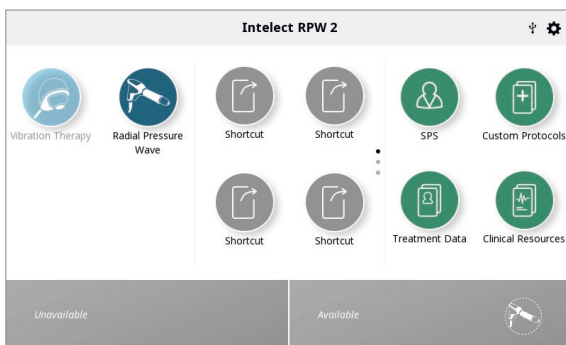 Intelect RPW 2
Vibration Therapy
Radial Pressure
Wave
Shortcut
Shortcut
SPS
Custom Protocols
Shortcut
Shortcut
Treatment Data
Clinical Resources
Unavailable
Available